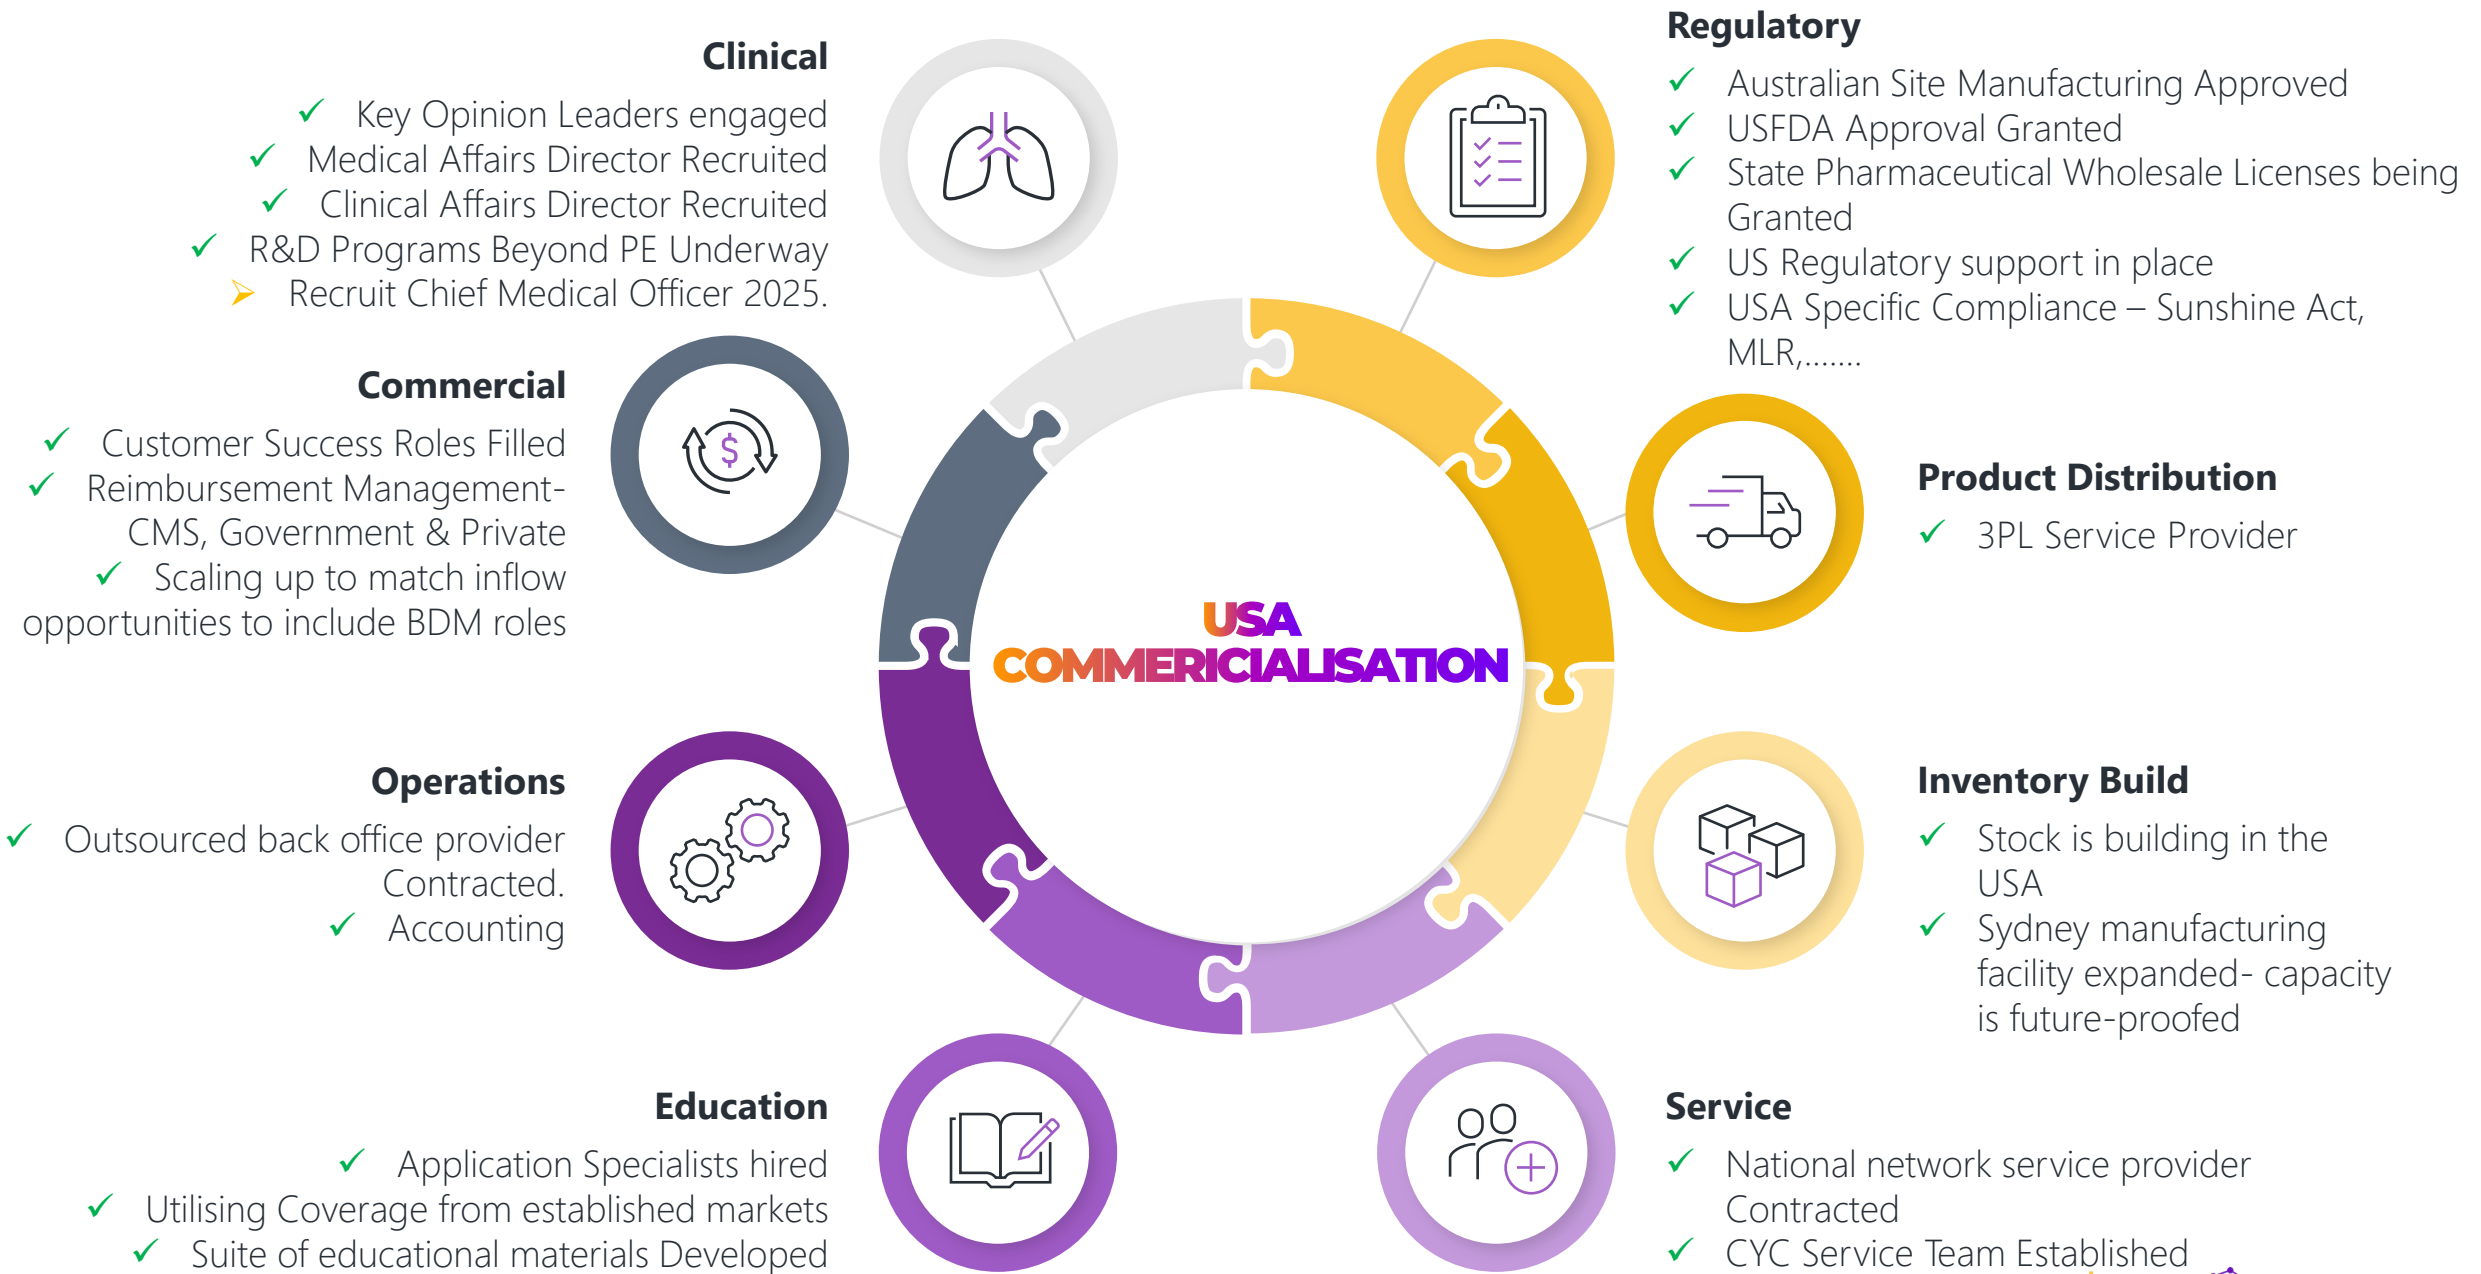 Clinical
Key Opinion Leaders engaged
Medical Affairs Director Recruited
Clinical Affairs Director Recruited
R&D Programs Beyond PE Underway
Recruit Chief Medical Officer 2025.
Regulatory
Australian Site Manufacturing Approved
USFDA Approval Granted
State Pharmaceutical Wholesale Licenses being
Granted
US Regulatory support in place
USA Specific Compliance – Sunshine Act,
MLR,.......
Commercial
Customer Success Roles Filled
Reimbursement Management-
CMS, Government & Private
Scaling up to match inflow
opportunities to include BDM roles
Product Distribution
3PL Service Provider
USA
COMMERICIALISATION
Operations
Outsourced back office provider
Contracted.
Accounting
Inventory Build
Stock is building in the
USA
Sydney manufacturing
facility expanded- capacity
is future-proofed
Education
Application Specialists hired
Utilising Coverage from established markets
Suite of educational materials Developed
Service
National network service provider
Contracted
CYC Service Team Established